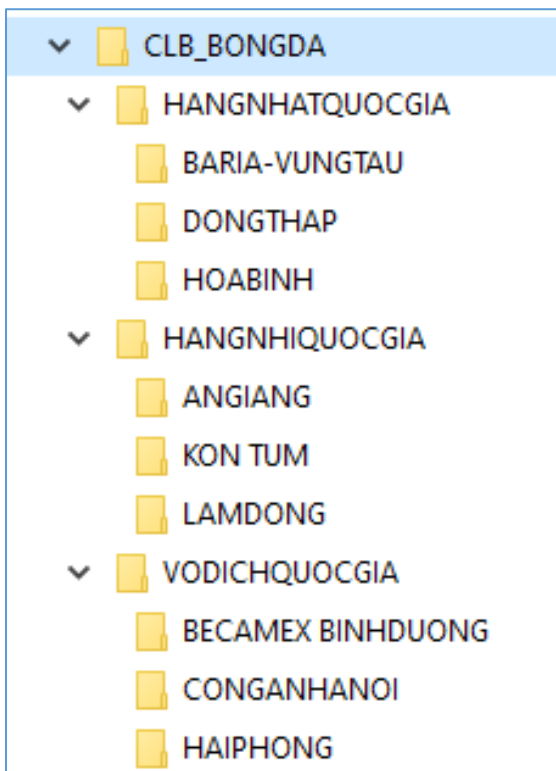 CLB_BONGDA
HANGNHATQUOCGIA
BARIA-VUNGTAU
DONGTHAP
HOABINH
HANGNHIQUOCGIA
ANGIANG
KON TUM
LAMDONG
VODICHQUOCGIA
BECAMEX BINHDUONG
CONGANHANOI
HAIPHONG